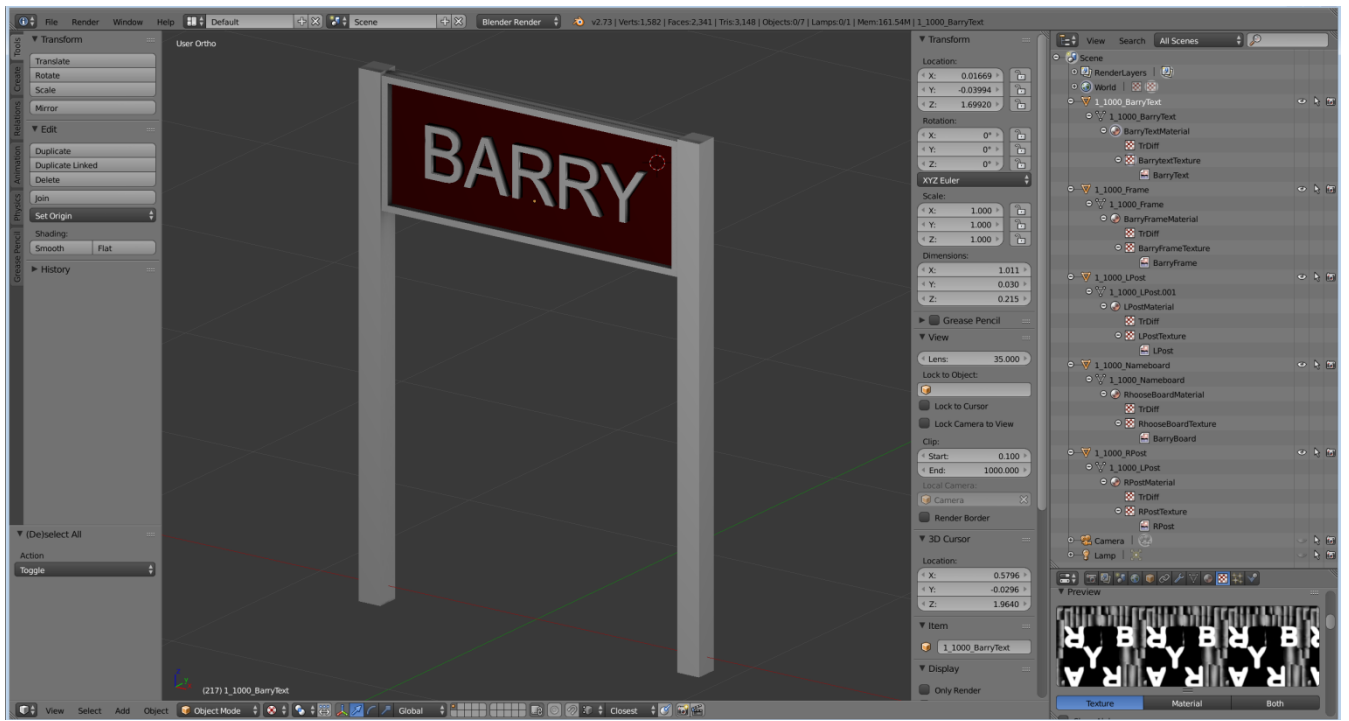 File Render Window Help Default Scene Blender Render v2.73 | Verts:1,582 | Faces:2,341 | Tris:3,148 | Objects:0/7 | Lamps:0/1 | Mem:161.54M | 1_1000_BarryText
Tools
Create
Relations
Animation
Physics
Grease Pencil
Transform
Translate
Rotate
Scale
Mirror
Edit
Duplicate
Duplicate Linked
Delete
Join
Set Origin
Shading:
Smooth Flat
History
(De)select All
Action
Toggle
User Ortho
BARRY
(217) 1_1000_BarryText
View Select Add Object Object Mode Global Closest
Transform
Location:
X: 0.01669
Y: -0.03994
Z: 1.69920
Rotation:
X: 0°
Y: 0°
Z: 0°
XYZ Euler
Scale:
X: 1.000
Y: 1.000
Z: 1.000
Dimensions:
X: 1.011
Y: 0.030
Z: 0.215
Grease Pencil
View
Lens: 35.000
Lock to Object:
Lock to Cursor
Lock Camera to View
Clip:
Start: 0.100
End: 1000.000
Local Camera:
Camera
Render Border
3D Cursor
Location:
X: 0.5796
Y: -0.0296
Z: 1.9640
Item
1_1000_BarryText
Display
Only Render
View Search All Scenes
Scene
RenderLayers
World
1_1000_BarryText
1_1000_BarryText
BarryTextMaterial
TrDiff
BarrytextTexture
BarryText
1_1000_Frame
1_1000_Frame
BarryFrameMaterial
TrDiff
BarryFrameTexture
BarryFrame
1_1000_LPost
1_1000_LPost.001
LPostMaterial
TrDiff
LPostTexture
LPost
1_1000_Nameboard
1_1000_Nameboard
RhooseBoardMaterial
TrDiff
RhooseBoardTexture
BarryBoard
1_1000_RPost
1_1000_LPost
RPostMaterial
TrDiff
RPostTexture
RPost
Camera
Lamp
Preview
Texture Material Both